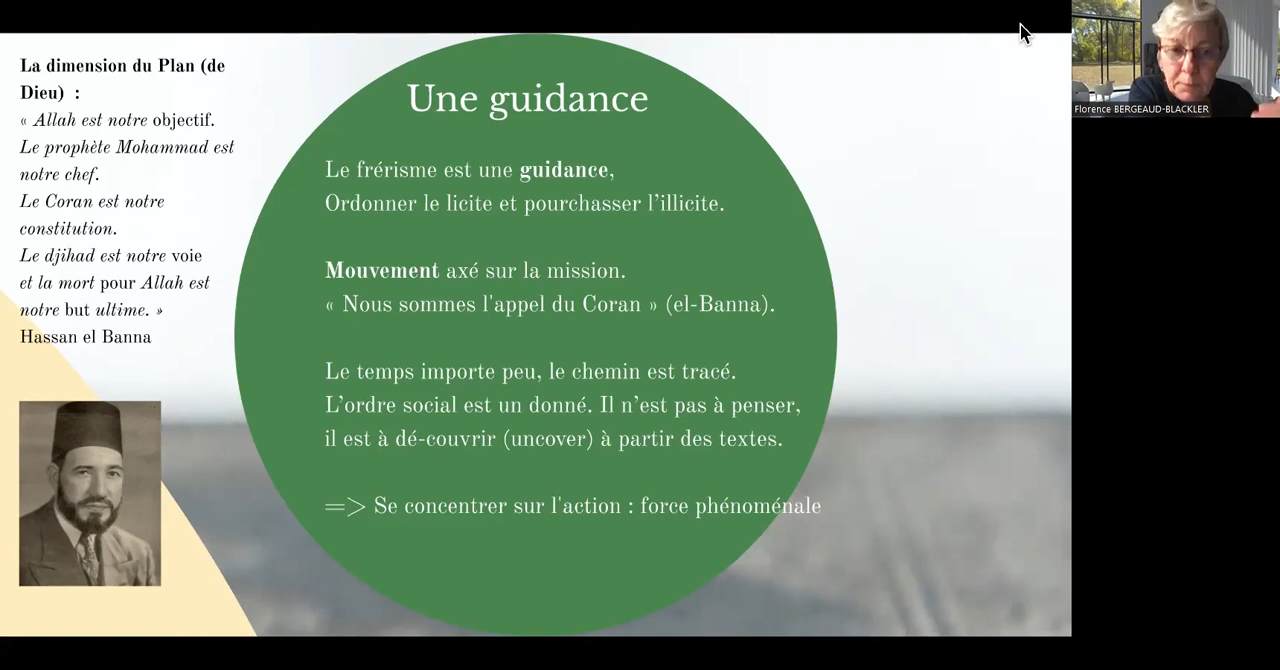 La dimension du Plan (de
Dieu) :
« Allah est notre objectif.
Le prophète Mohammad est
notre chef.
Le Coran est notre
constitution.
Le djihad est notre voie
et la mort pour Allah est
notre but ultime. »
Hassan el Banna
Une guidance
Le frérisme est une guidance,
Ordonner le licite et pourchasser l’illicite.
Mouvement axé sur la mission.
« Nous sommes l'appel du Coran » (el-Banna).
Le temps importe peu, le chemin est tracé.
L’ordre social est un donné. Il n’est pas à penser,
il est à dé-couvrir (uncover) à partir des textes.
=> Se concentrer sur l'action : force phénoménale
Florence BERGEAUD-BLACKLER